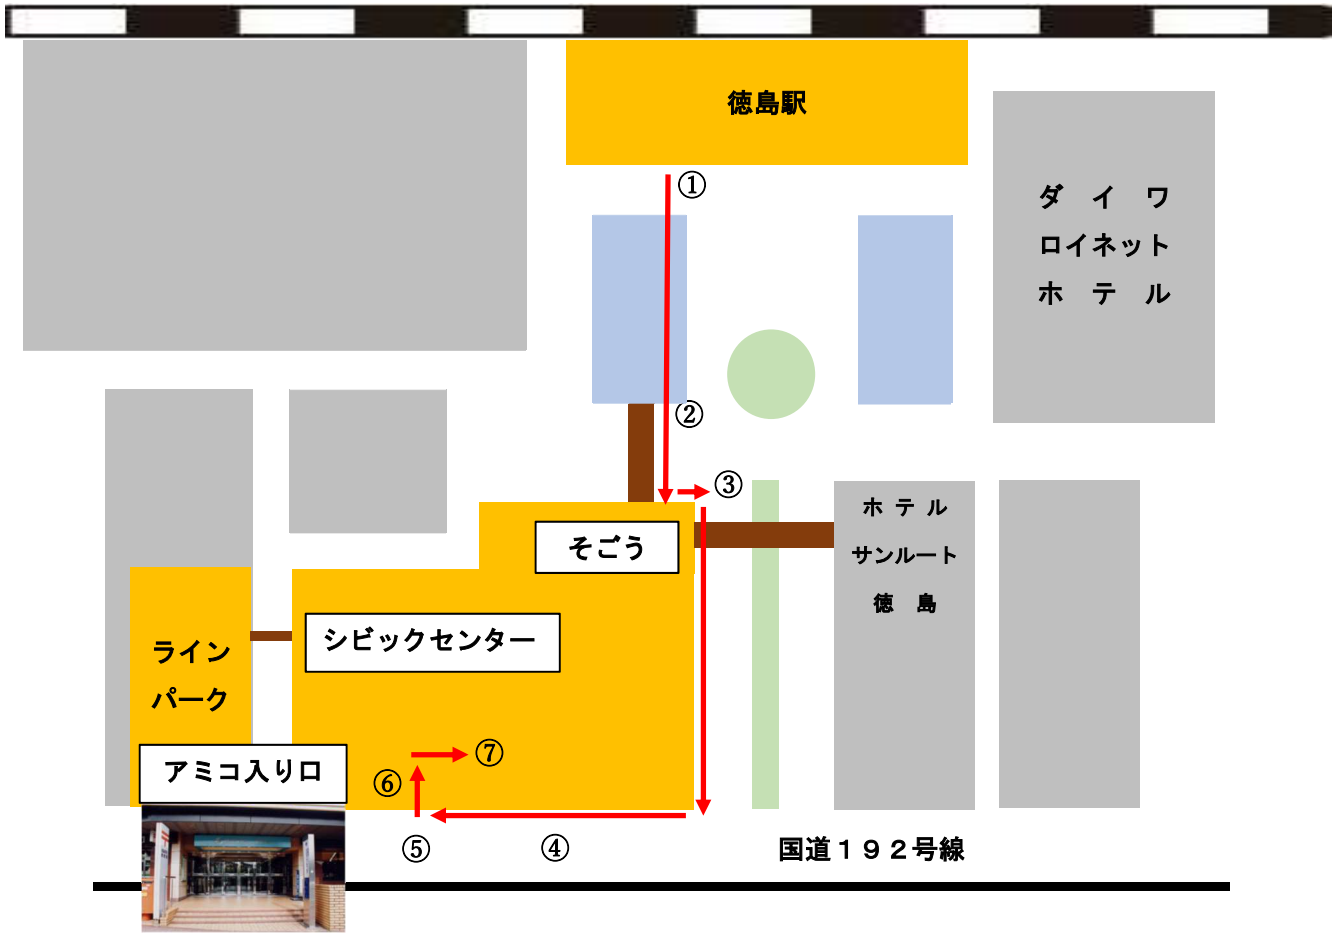 徳島駅
①
ダイワ
ロイネット
ホテル
②
③
ホテル
サンルート
徳島
そごう
シビックセンター
ライン
パーク
⑦
アミコ入り口
⑥
⑤
④
国道１９２号線